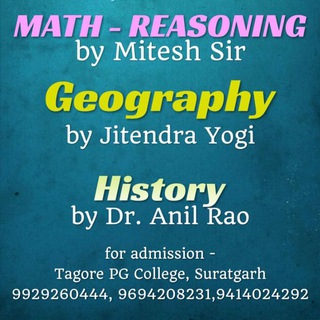 MATH - REASONING
by Mitesh Sir
Geography
by Jitendra Yogi
History
by Dr. Anil Rao
for admission -
Tagore PG College, Suratgarh
9929260444, 9694208231,9414024292